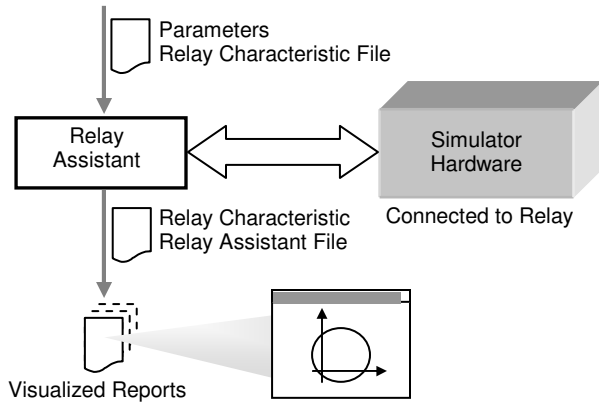 Parameters
Relay Characteristic File
Relay
Assistant
Simulator
Hardware
Connected to Relay
Relay Characteristic
Relay Assistant File
Visualized Reports